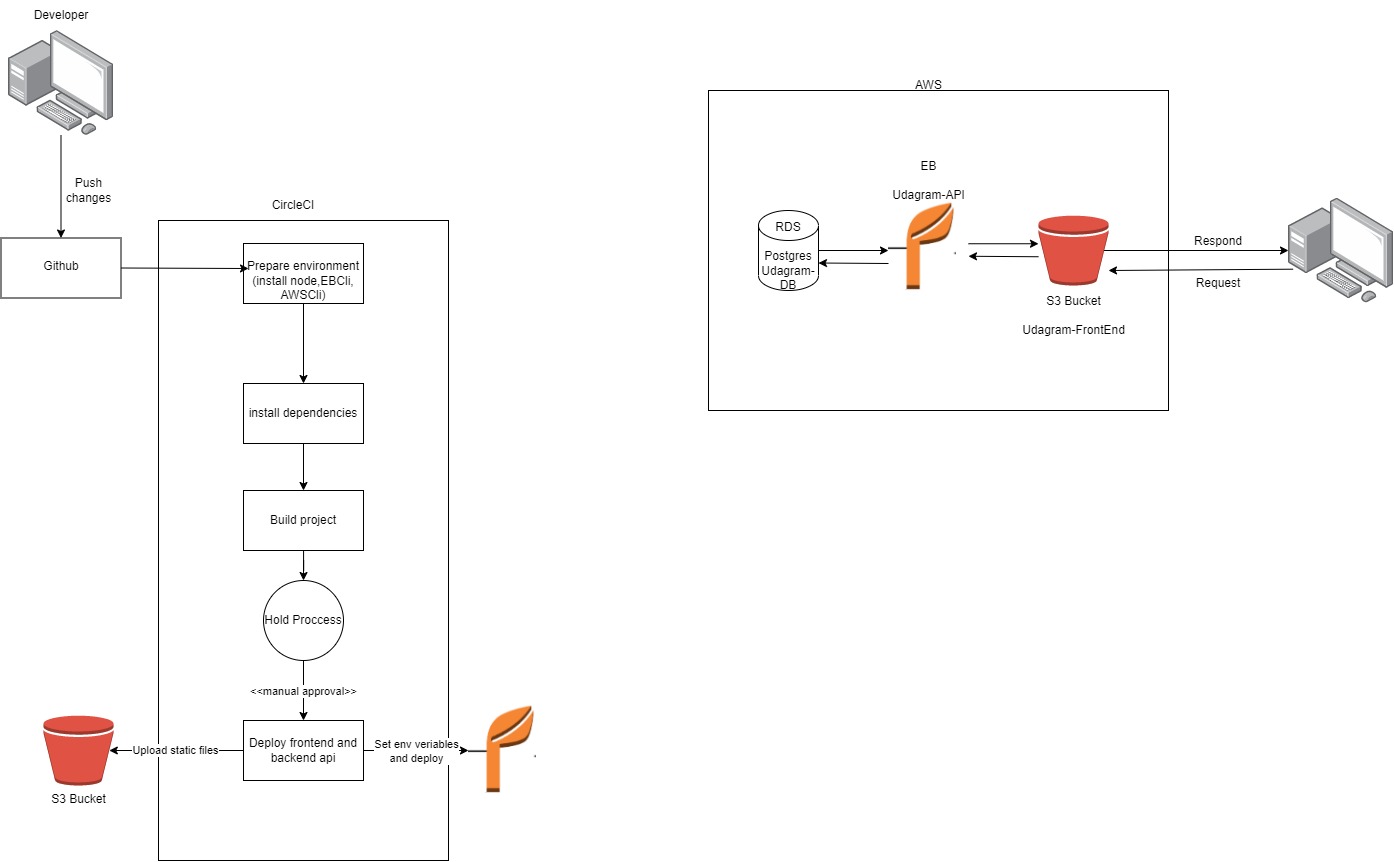 Developer
Push
changes
Github
CircleCI
Prepare environment
(install node,EBCli,
AWSCli)
install dependencies
Build project
Hold Proccess
<<manual approval>>
Deploy frontend and
backend api
Upload static files
S3 Bucket
Set env veriables
and deploy
AWS
EB
Udagram-API
RDS
Postgres
Udagram-
DB
S3 Bucket
Udagram-FrontEnd
Respond
Request